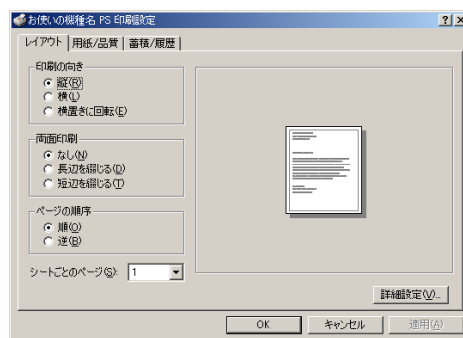 お使いの機種名 PS 印刷設定
レイアウト 用紙/品質 蓄積/履歴
印刷の向き
縦(R)
横(L)
横置きに回転(E)
両面印刷
なし(N)
長辺を綴じる(D)
短辺を綴じる(T)
ページの順序
順(O)
逆(B)
シートごとのページ(S): 1
詳細設定(V)...
OK キャンセル 適用(A)